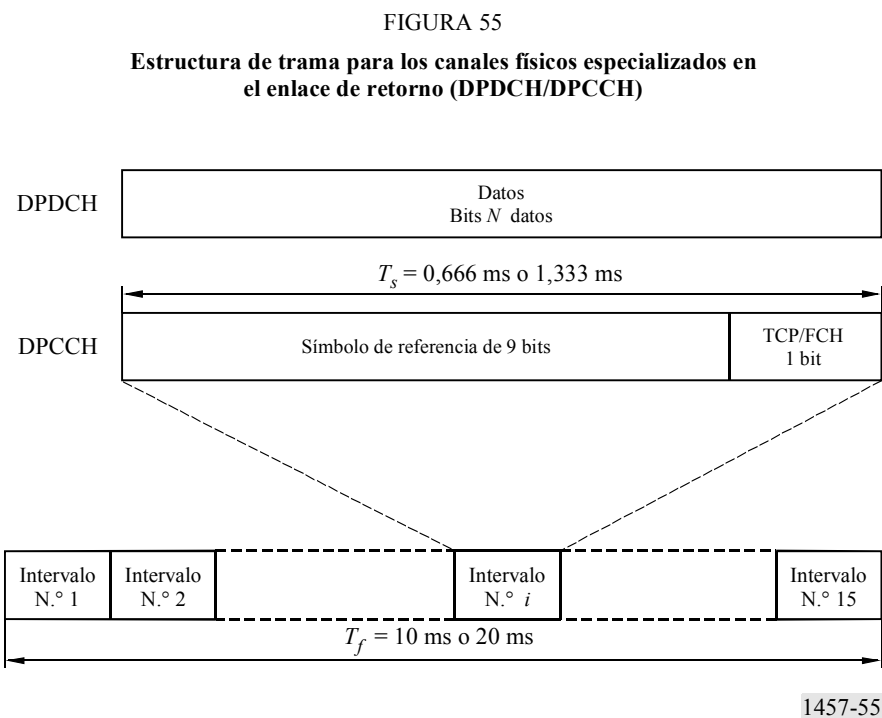 FIGURA 55
Estructura de trama para los canales físicos especializados en
el enlace de retorno (DPDCH/DPCCH)
DPDCH
Datos
Bits N datos
T_s = 0,666 ms o 1,333 ms
DPCCH
Símbolo de referencia de 9 bits
TCP/FCH
1 bit
Intervalo
N.° 1
Intervalo
N.° 2
Intervalo
N.° i
Intervalo
N.° 15
T_f = 10 ms o 20 ms
1457-55